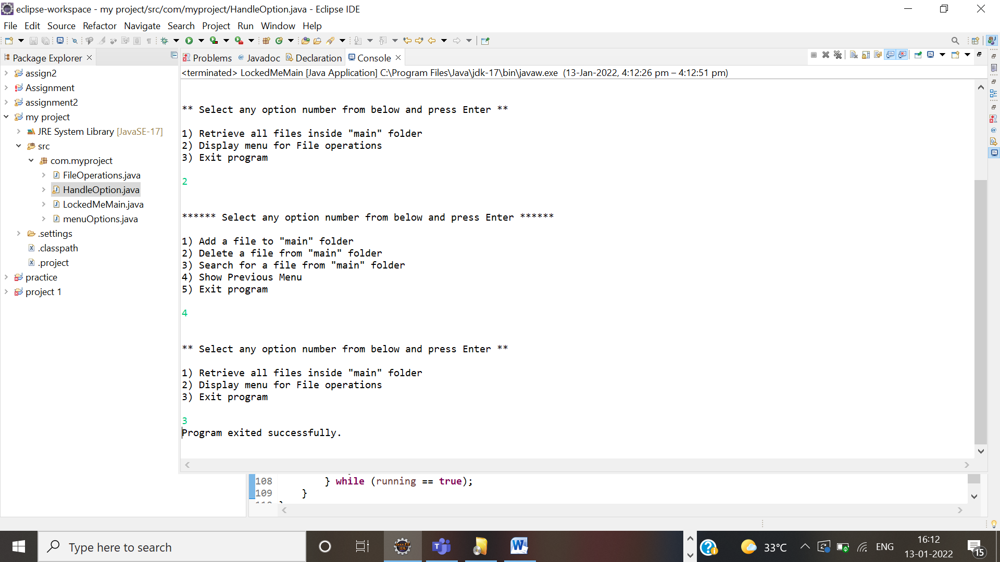 eclipse-workspace - my project/src/com/myproject/HandleOption.java - Eclipse IDE
File Edit Source Refactor Navigate Search Project Run Window Help
Package Explorer
assign2
Assignment
assignment2
my project
JRE System Library [JavaSE-17]
src
com.myproject
FileOperations.java
HandleOption.java
LockedMeMain.java
menuOptions.java
.settings
.classpath
.project
practice
project 1
Problems Javadoc Declaration Console
<terminated> LockedMeMain [Java Application] C:\Program Files\Java\jdk-17\bin\javaw.exe (13-Jan-2022, 4:12:26 pm – 4:12:51 pm)
** Select any option number from below and press Enter **
1) Retrieve all files inside "main" folder
2) Display menu for File operations
3) Exit program
2
****** Select any option number from below and press Enter ******
1) Add a file to "main" folder
2) Delete a file from "main" folder
3) Search for a file from "main" folder
4) Show Previous Menu
5) Exit program
4
** Select any option number from below and press Enter **
1) Retrieve all files inside "main" folder
2) Display menu for File operations
3) Exit program
3
Program exited successfully.
108 } while (running == true);
109 }
Type here to search
33°C
ENG
16:12
13-01-2022
15